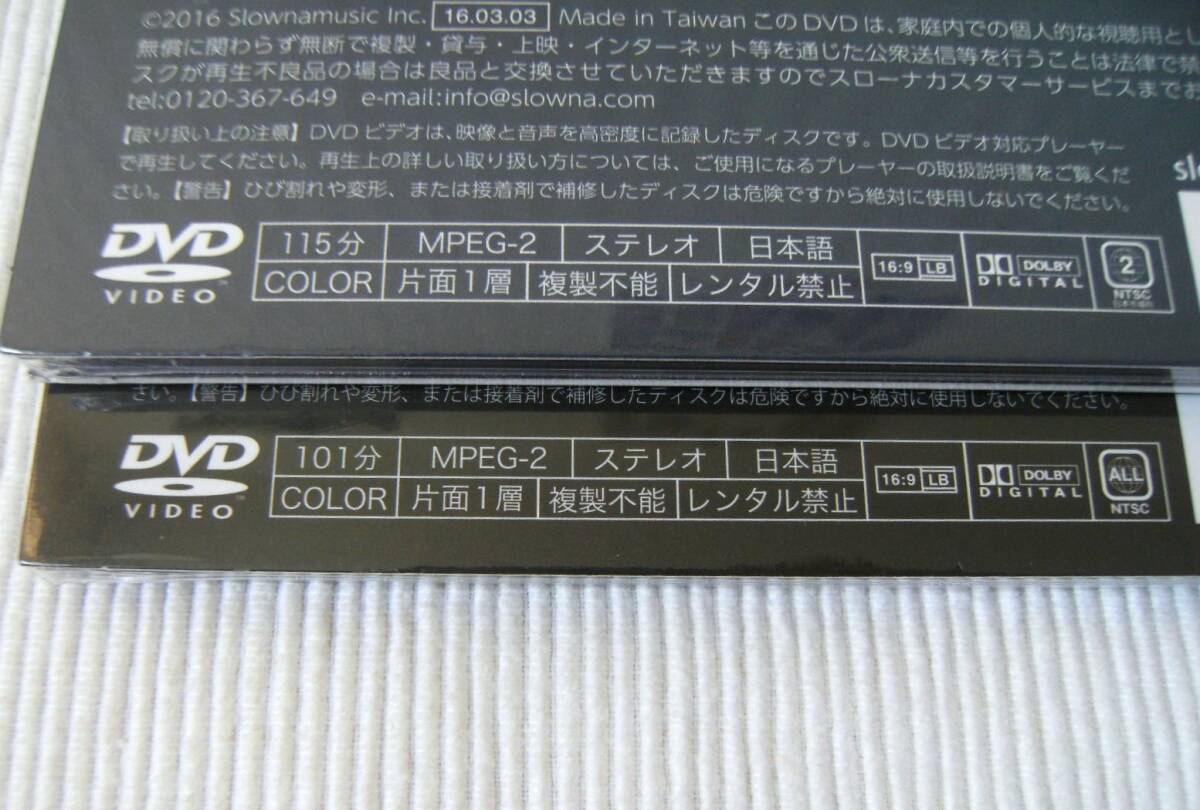 ©2016 Slownamusic Inc. 16.03.03 Made in Taiwan このDVDは、家庭内での個人的な視聴用とし
無償に関わらず無断で複製・貸与・上映・インターネット等を通じた公衆送信等を行うことは法律で禁
スクが再生不良品の場合は良品と交換させていただきますのでスローナカスタマーサービスまでお
tel:0120-367-649 e-mail:info@slowna.com
【取り扱い上の注意】DVDビデオは、映像と音声を高密度に記録したディスクです。DVDビデオ対応プレーヤー
で再生してください。再生上の詳しい取り扱い方については、ご使用になるプレーヤーの取扱説明書をご覧くだ
さい。【警告】ひび割れや変形、または接着剤で補修したディスクは危険ですから絶対に使用しないでください。
slo
DVD VIDEO
115分 MPEG-2 ステレオ 日本語
COLOR 片面1層 複製不能 レンタル禁止
16:9 LB
DOLBY DIGITAL
2 NTSC 日本市場向
さい。【警告】ひび割れや変形、または接着剤で補修したディスクは危険ですから絶対に使用しないでください。
DVD VIDEO
101分 MPEG-2 ステレオ 日本語
COLOR 片面1層 複製不能 レンタル禁止
16:9 LB
DOLBY DIGITAL
ALL NTSC